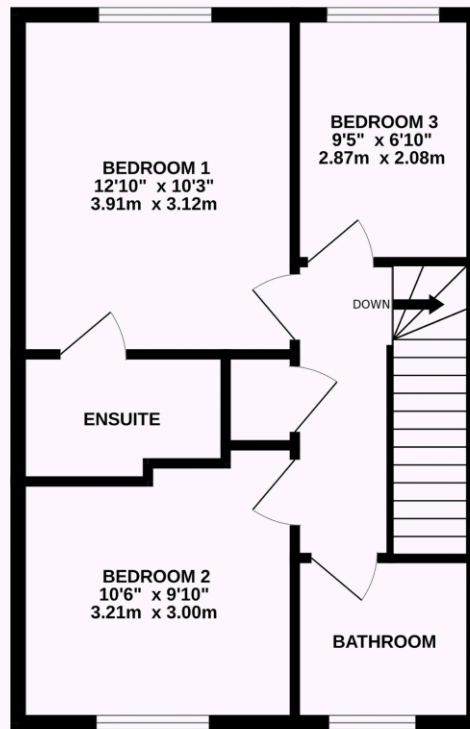 BEDROOM 1
12'10" x 10'3"
3.91m x 3.12m
BEDROOM 3
9'5" x 6'10"
2.87m x 2.08m
DOWN
ENSUITE
BEDROOM 2
10'6" x 9'10"
3.21m x 3.00m
BATHROOM